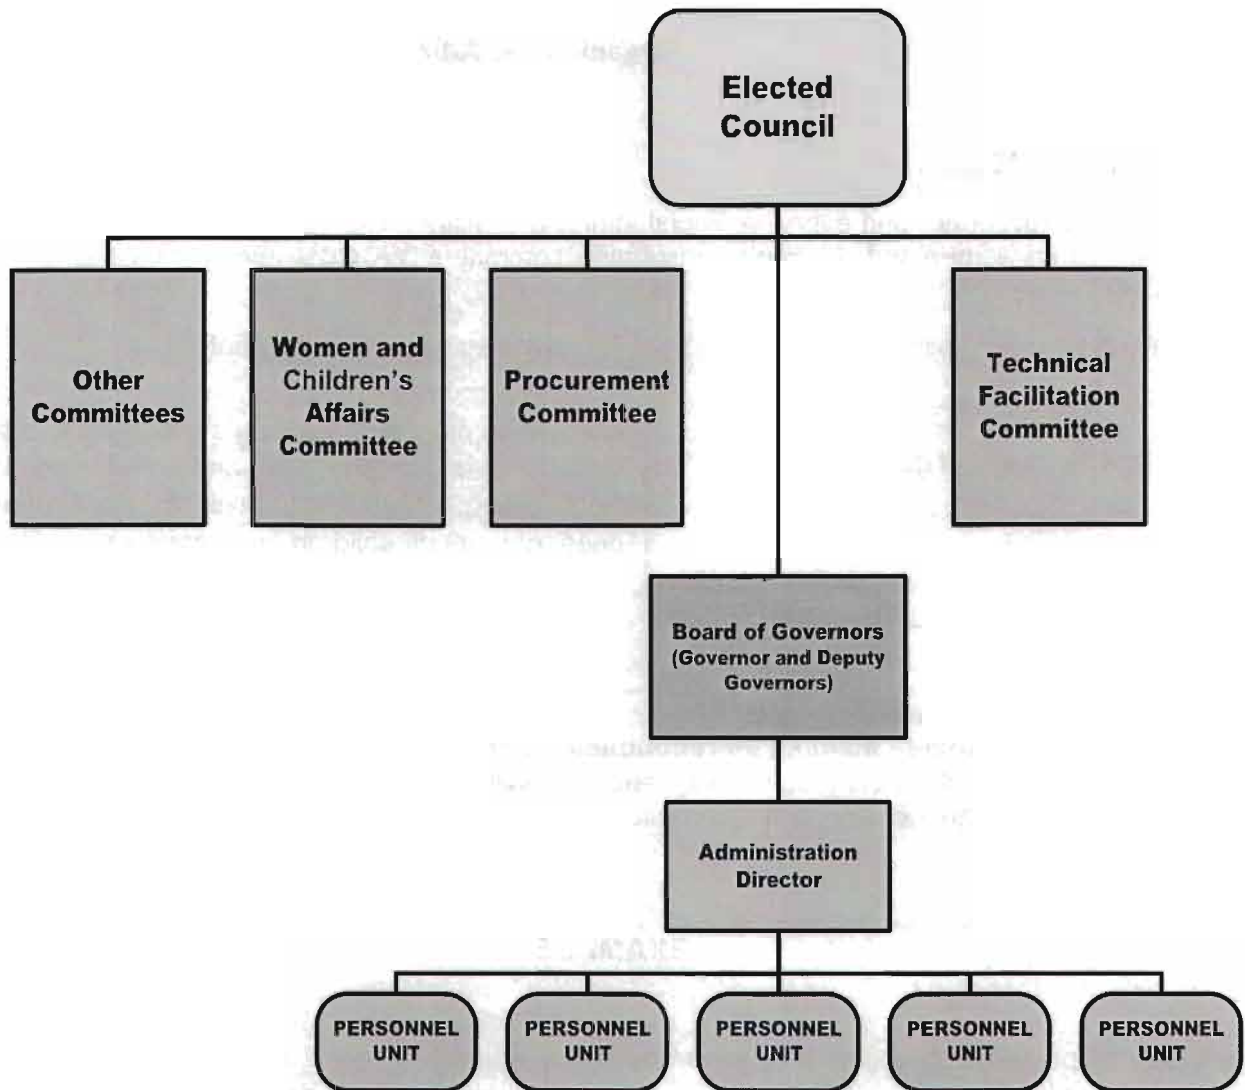 Elected
Council
Other
Committees
Women and
Children's
Affairs
Committee
Procurement
Committee
Technical
Facilitation
Committee
Board of Governors
(Governor and Deputy
Governors)
Administration
Director
PERSONNEL
UNIT
PERSONNEL
UNIT
PERSONNEL
UNIT
PERSONNEL
UNIT
PERSONNEL
UNIT